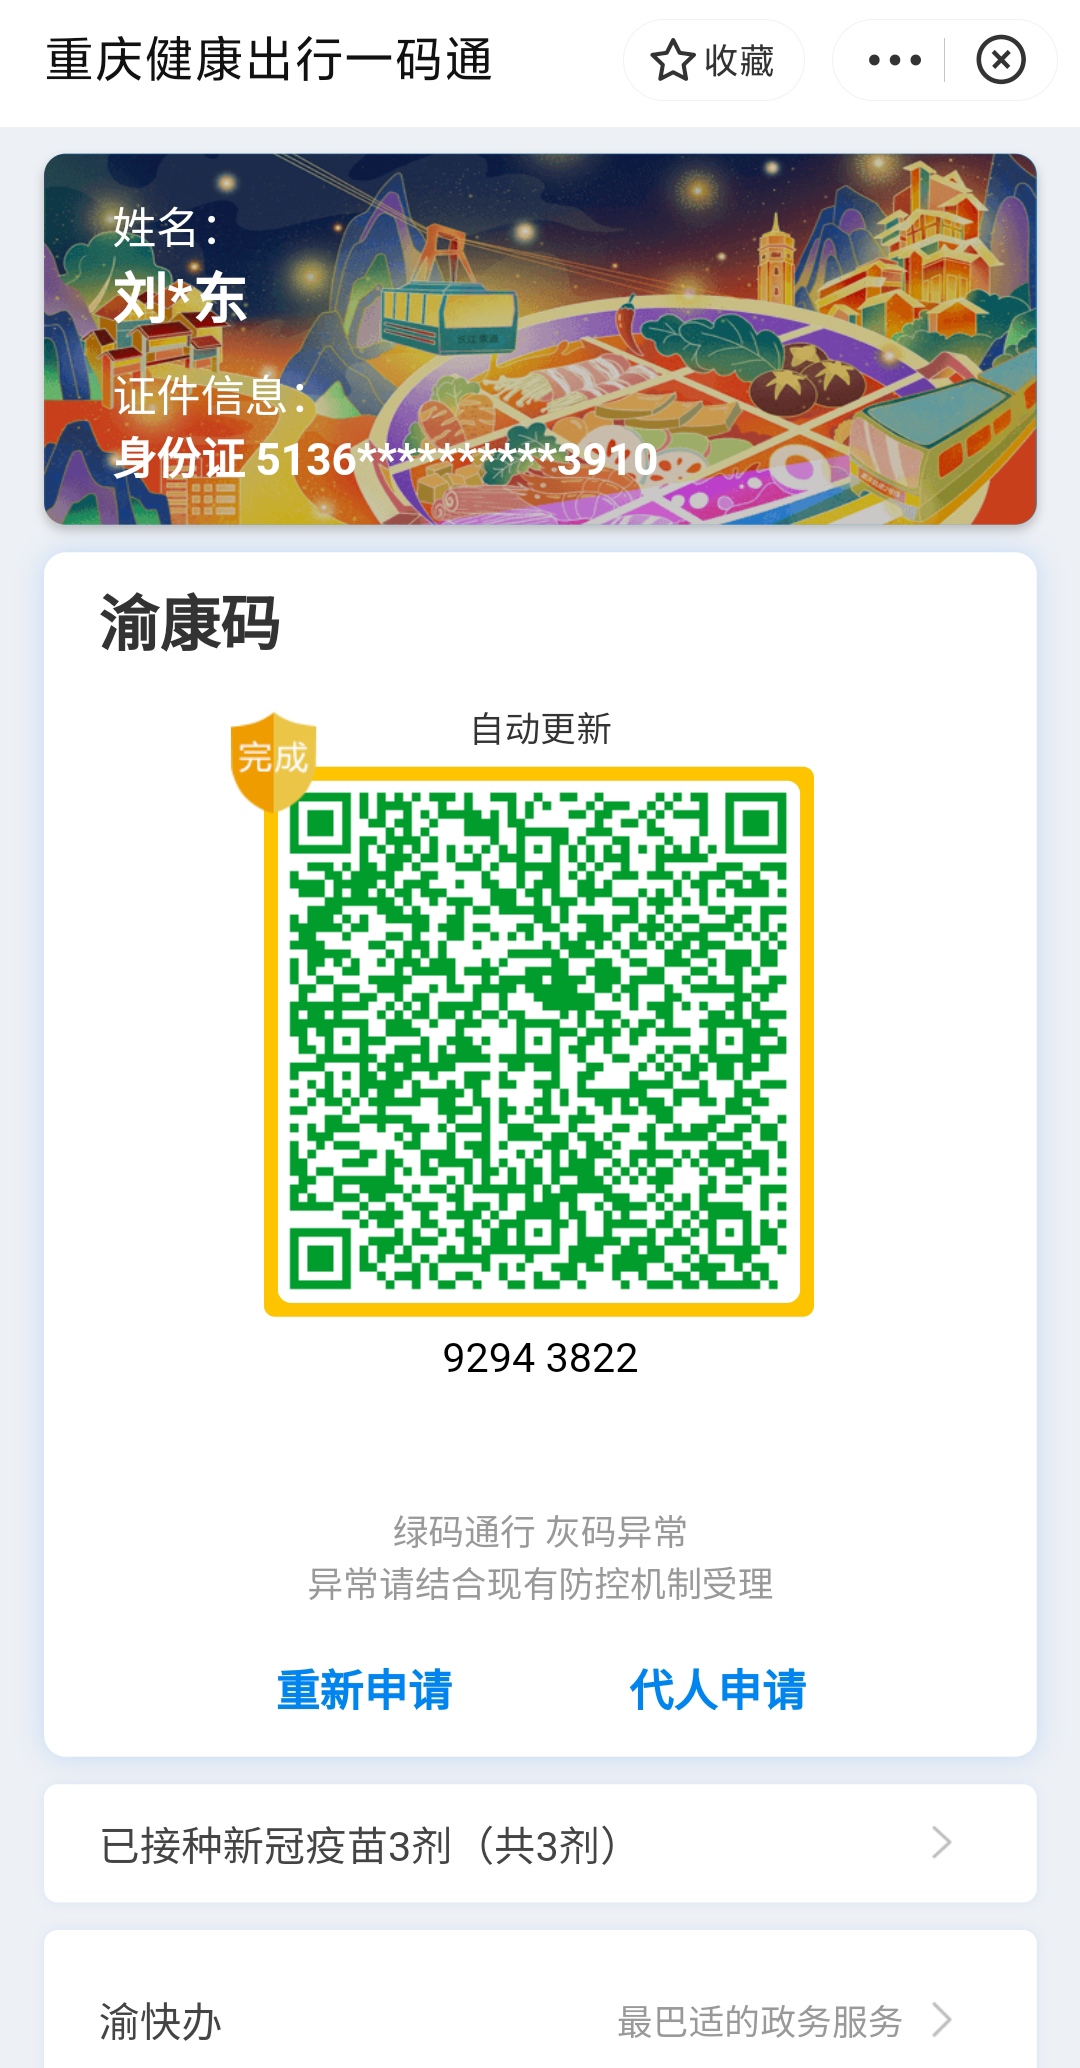 重庆健康出行一码通
收藏
姓名：
刘*东
长江索道
证件信息：
身份证 5136**********3910
渝康码
自动更新
完成
9294 3822
绿码通行 灰码异常
异常请结合现有防控机制受理
重新申请 代人申请
已接种新冠疫苗3剂（共3剂）
渝快办 最巴适的政务服务